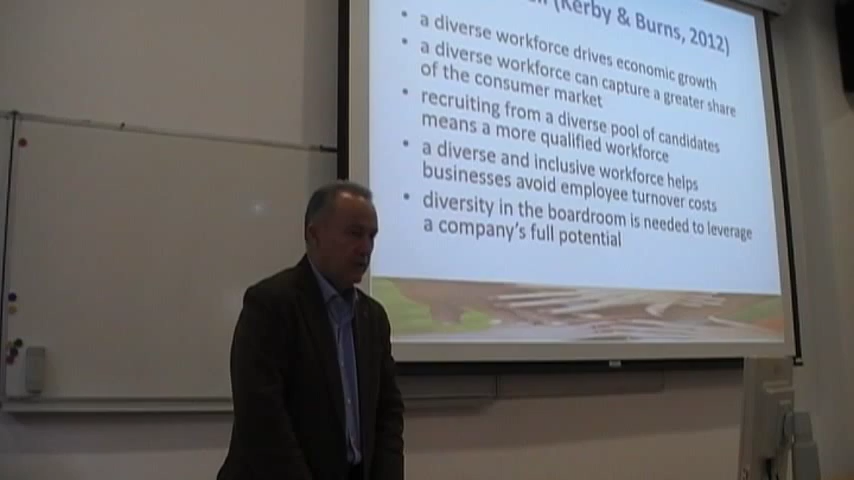 (Kerby & Burns, 2012)
• a diverse workforce drives economic growth
• a diverse workforce can capture a greater share
of the consumer market
• recruiting from a diverse pool of candidates
means a more qualified workforce
• a diverse and inclusive workforce helps
businesses avoid employee turnover costs
• diversity in the boardroom is needed to leverage
a company's full potential